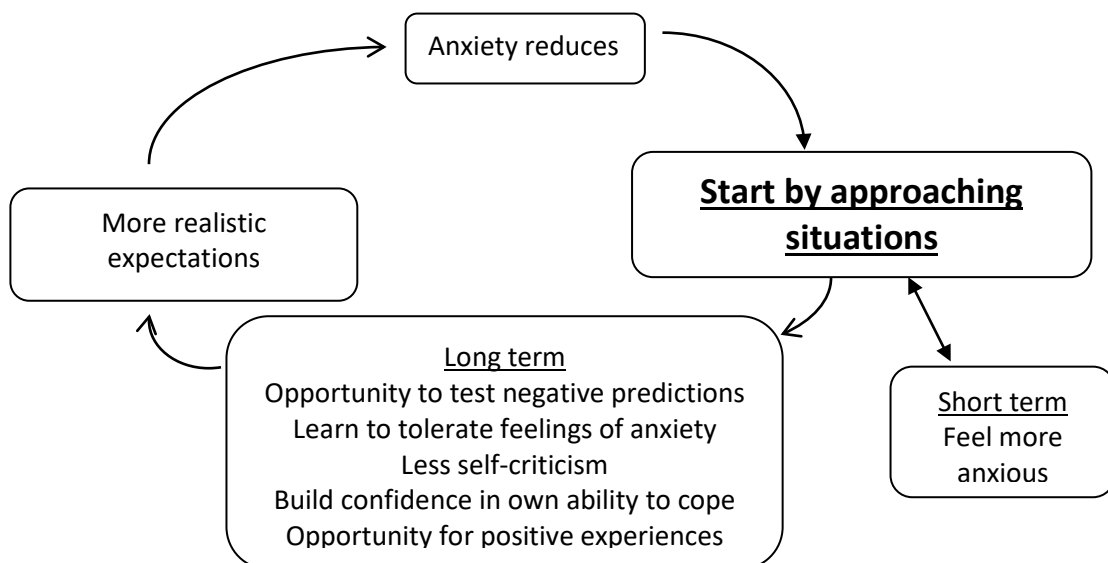 Anxiety reduces
Start by approaching
situations
More realistic
expectations
Long term
Opportunity to test negative predictions
Learn to tolerate feelings of anxiety
Less self-criticism
Build confidence in own ability to cope
Opportunity for positive experiences
Short term
Feel more
anxious